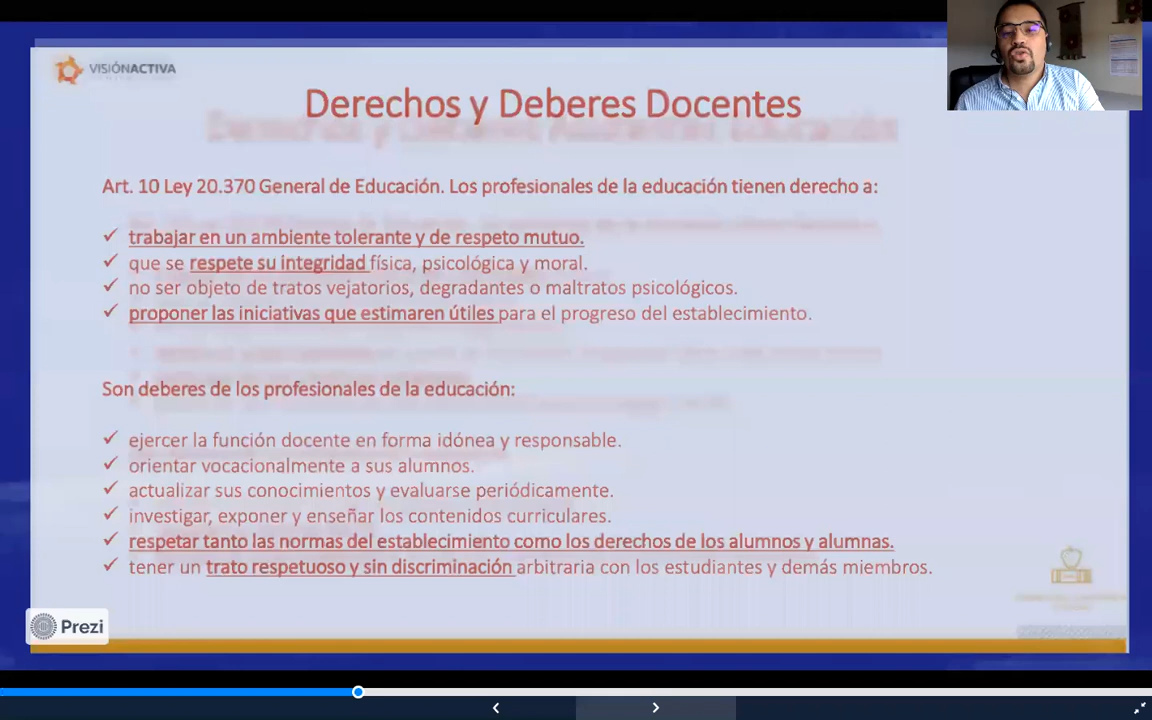 VISIÓNACTIVA
Derechos y Deberes Docentes
Art. 10 Ley 20.370 General de Educación. Los profesionales de la educación tienen derecho a:
✓ trabajar en un ambiente tolerante y de respeto mutuo.
✓ que se respete su integridad física, psicológica y moral.
✓ no ser objeto de tratos vejatorios, degradantes o maltratos psicológicos.
✓ proponer las iniciativas que estimaren útiles para el progreso del establecimiento.
Son deberes de los profesionales de la educación:
✓ ejercer la función docente en forma idónea y responsable.
✓ orientar vocacionalmente a sus alumnos.
✓ actualizar sus conocimientos y evaluarse periódicamente.
✓ investigar, exponer y enseñar los contenidos curriculares.
✓ respetar tanto las normas del establecimiento como los derechos de los alumnos y alumnas.
✓ tener un trato respetuoso y sin discriminación arbitraria con los estudiantes y demás miembros.
Prezi